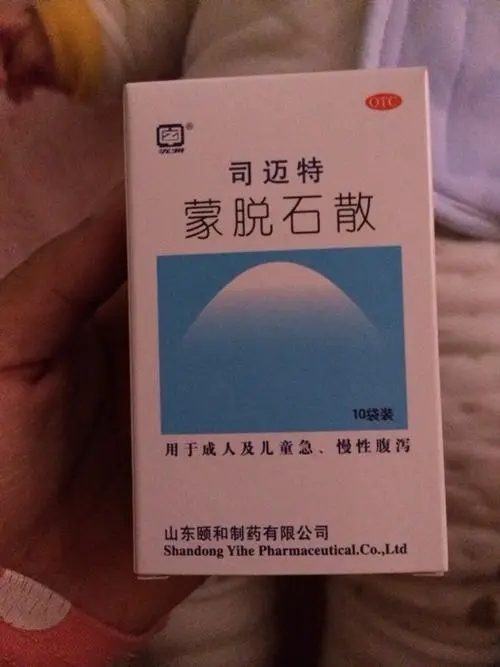 OTC
®
司迈特
蒙脱石散
10袋装
用于成人及儿童急、慢性腹泻
山东颐和制药有限公司
Shandong Yihe Pharmaceutical.Co.,Ltd